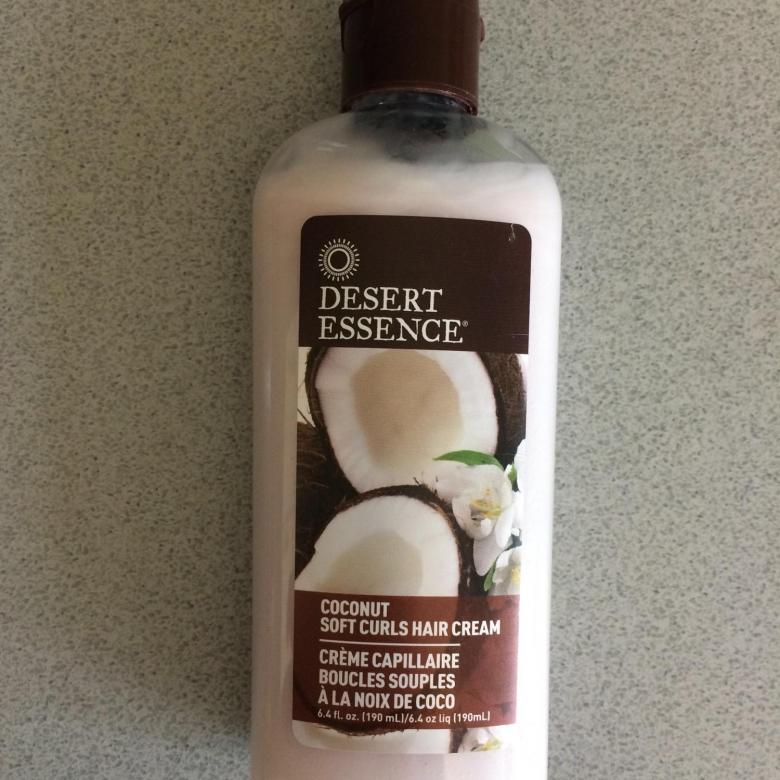 DESERT
ESSENCE®
COCONUT
SOFT CURLS HAIR CREAM
CRÈME CAPILLAIRE
BOUCLES SOUPLES
À LA NOIX DE COCO
6.4 fl. oz. (190 mL)/6.4 oz liq (190mL)